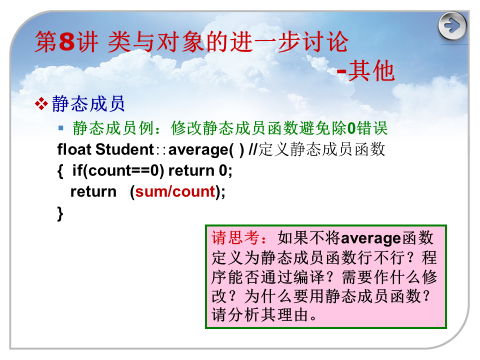 第8讲 类与对象的进一步讨论
-其他
静态成员
静态成员例：修改静态成员函数避免除0错误
float Student::average( ) //定义静态成员函数
{ if(count==0) return 0;
return (sum/count);
}
请思考：如果不将average函数
定义为静态成员函数行不行？程
序能否通过编译？需要作什么修
改？为什么要用静态成员函数？
请分析其理由。